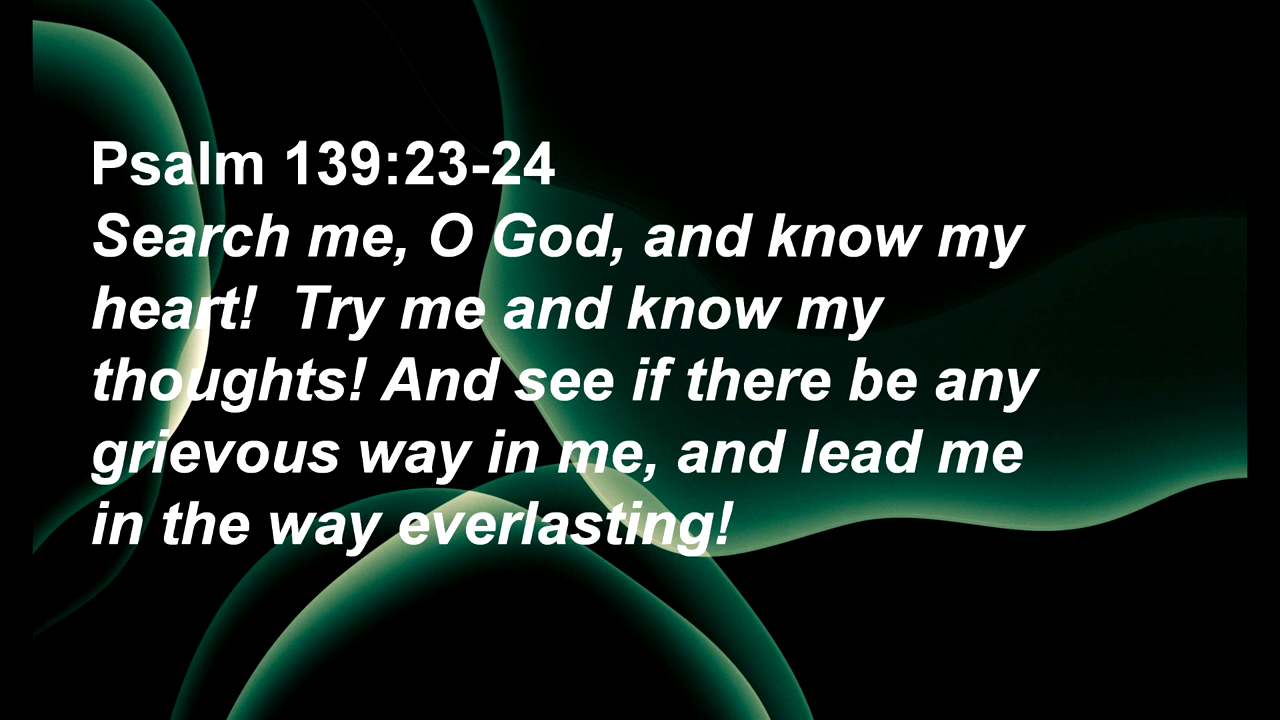 Psalm 139:23-24
Search me, O God, and know my
heart!  Try me and know my
thoughts! And see if there be any
grievous way in me, and lead me
in the way everlasting!